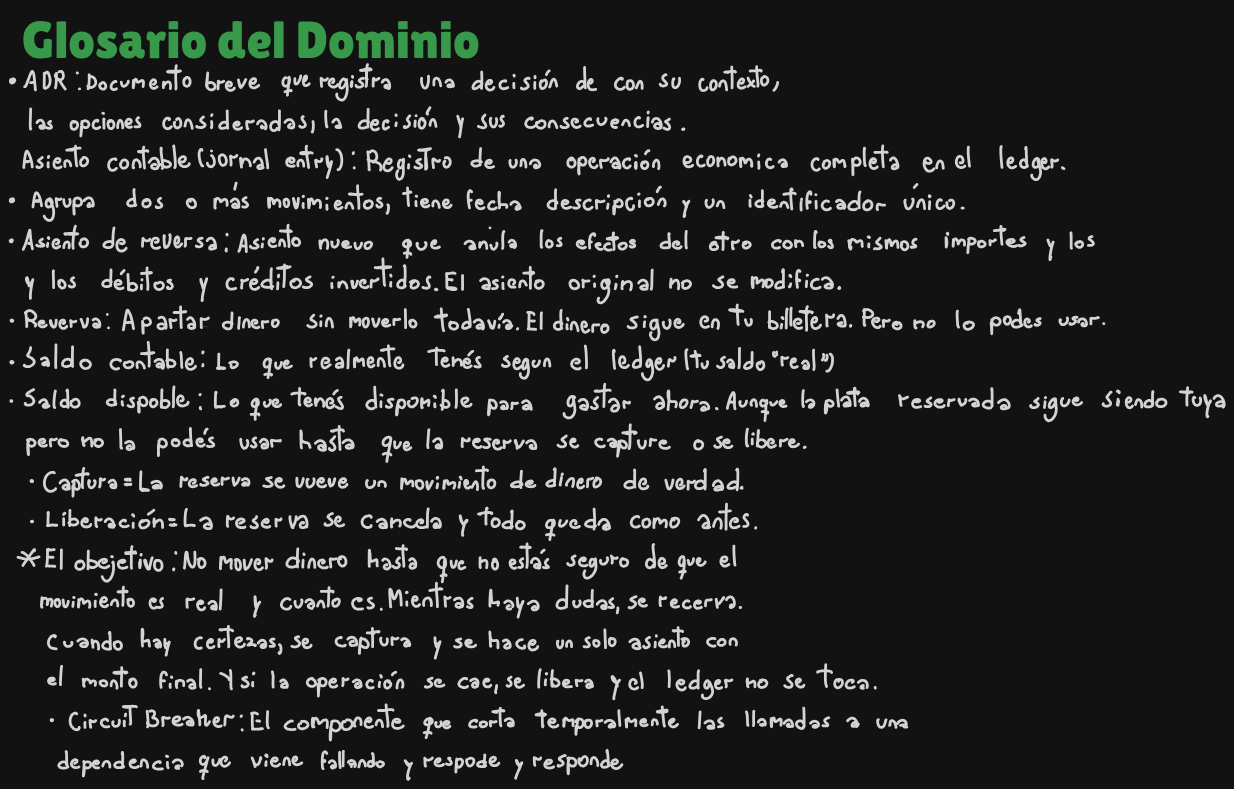 Glosario del Dominio
• ADR: Documento breve que registra una decisión de con su contexto,
las opciones consideradas, la decisión y sus consecuencias.
Asiento contable (jornal entry): Registro de una operación economica completa en el ledger.
• Agrupa dos o más movimientos, tiene fecha descripción y un identificador único.
• Asiento de reversa: Asiento nuevo que anula los efectos del otro con los mismos importes y los
y los débitos y créditos invertidos. El asiento original no se modifica.
• Reverva: Apartar dinero sin moverlo todavía. El dinero sigue en tu billetera. Pero no lo podes usar.
• Saldo contable: Lo que realmente tenés segun el ledger (tu saldo "real")
• Saldo dispoble: Lo que tenés disponible para gastar ahora. Aunque la plata reservada sigue siendo tuya
pero no la podés usar hasta que la reserva se capture o se libere.
• Captura = La reserva se vueve un movimiento de dinero de verdad.
• Liberación = La reserva se cancela y todo queda como antes.
* El obejetivo: No mover dinero hasta que no estás seguro de que el
movimiento es real y cuanto es. Mientras haya dudas, se recerva.
Cuando hay certezas, se captura y se hace un solo asiento con
el monto final. Y si la operación se cae, se libera y el ledger no se toca.
• Circuit Breaker: El componente que corta temporalmente las llamadas a una
dependencia que viene fallando y respode y responde